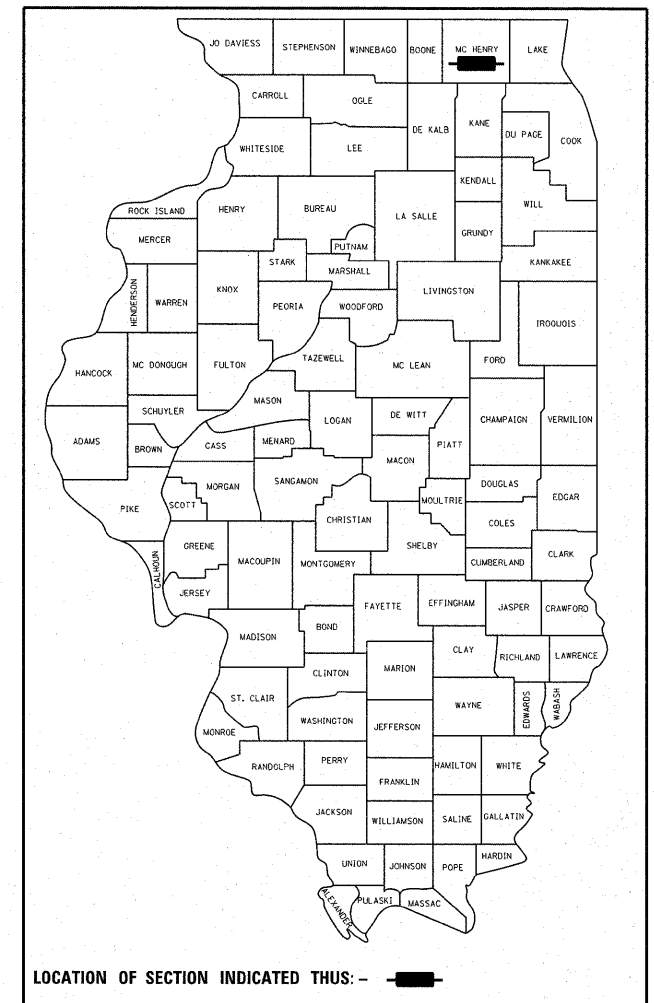 JO DAVIESS
STEPHENSON
WINNEBAGO
BOONE
MC HENRY
LAKE
CARROLL
OGLE
DE KALB
KANE
DU PAGE
COOK
WHITESIDE
LEE
KENDALL
WILL
ROCK ISLAND
HENRY
BUREAU
LA SALLE
GRUNDY
MERCER
PUTNAM
STARK
MARSHALL
KANKAKEE
HENDERSON
WARREN
KNOX
PEORIA
WOODFORD
LIVINGSTON
IROQUOIS
HANCOCK
MC DONOUGH
FULTON
TAZEWELL
MC LEAN
FORD
SCHUYLER
MASON
LOGAN
DE WITT
CHAMPAIGN
VERMILION
ADAMS
BROWN
CASS
MENARD
PIATT
MACON
PIKE
SCOTT
MORGAN
SANGAMON
CHRISTIAN
MOULTRIE
DOUGLAS
EDGAR
COLES
CALHOUN
GREENE
MACOUPIN
MONTGOMERY
SHELBY
CUMBERLAND
CLARK
JERSEY
FAYETTE
EFFINGHAM
JASPER
CRAWFORD
MADISON
BOND
CLAY
RICHLAND
LAWRENCE
CLINTON
MARION
ST. CLAIR
WASHINGTON
WAYNE
EDWARDS
WABASH
MONROE
JEFFERSON
RANDOLPH
PERRY
HAMILTON
WHITE
FRANKLIN
JACKSON
WILLIAMSON
SALINE
GALLATIN
UNION
JOHNSON
POPE
HARDIN
ALEXANDER
PULASKI
MASSAC
LOCATION OF SECTION INDICATED THUS: -